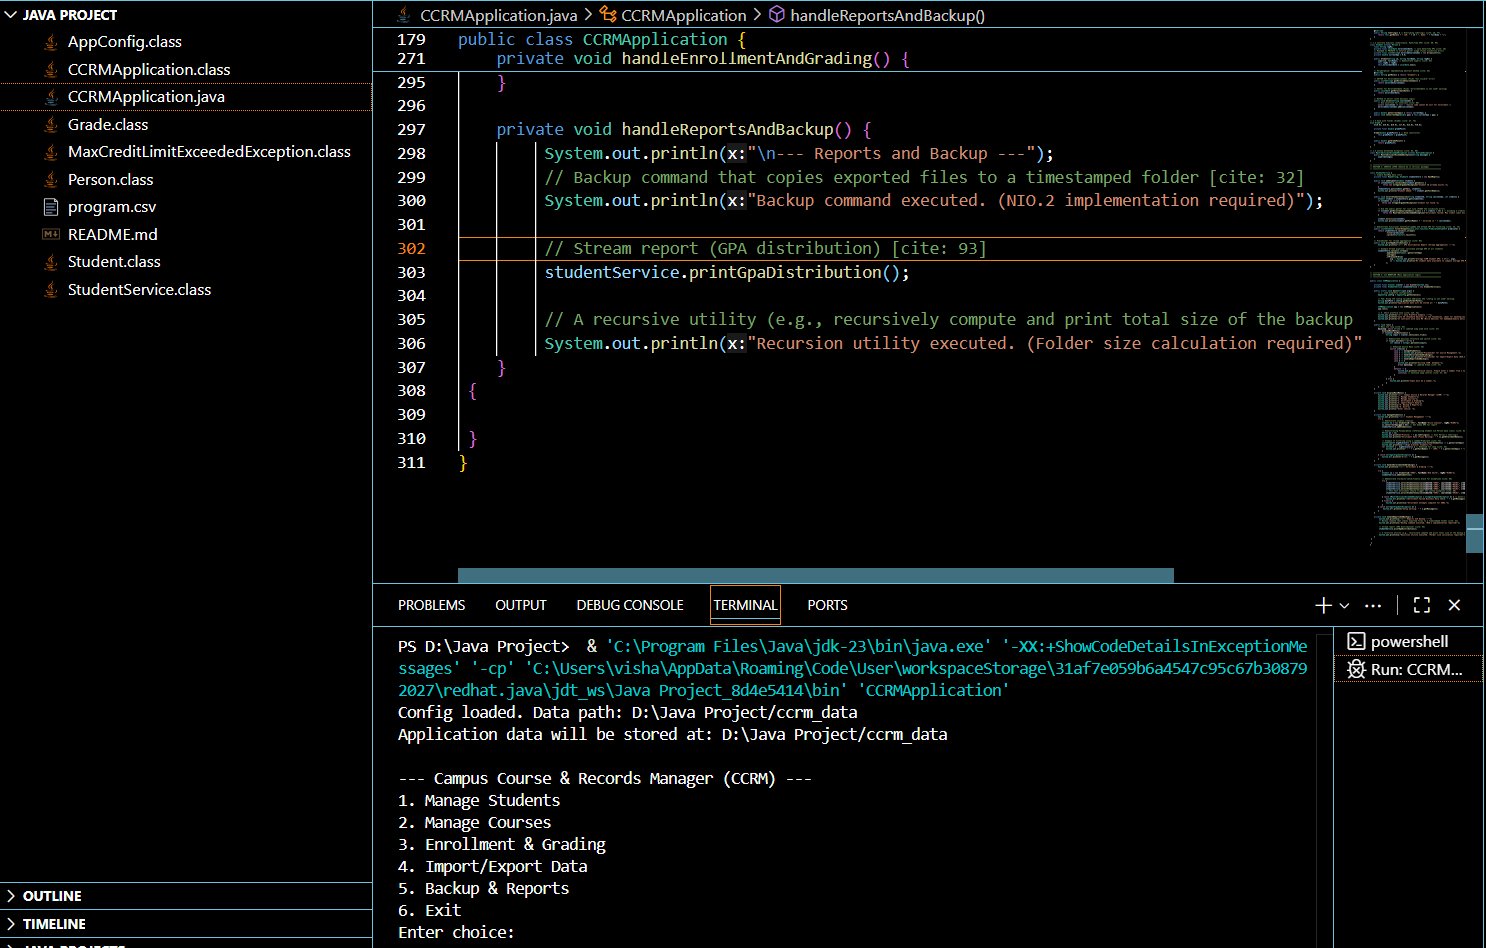 JAVA PROJECT
AppConfig.class
CCRMApplication.class
CCRMApplication.java
Grade.class
MaxCreditLimitExceededException.class
Person.class
program.csv
README.md
Student.class
StudentService.class
OUTLINE
TIMELINE
JAVA PROJECTS
CCRMApplication.java > CCRMApplication > handleReportsAndBackup()
179 public class CCRMApplication {
271 private void handleEnrollmentAndGrading() {
295 }
296
297 private void handleReportsAndBackup() {
298 System.out.println(x:"\n--- Reports and Backup ---");
299 // Backup command that copies exported files to a timestamped folder [cite: 32]
300 System.out.println(x:"Backup command executed. (NIO.2 implementation required)");
301
302 // Stream report (GPA distribution) [cite: 93]
303 studentService.printGpaDistribution();
304
305 // A recursive utility (e.g., recursively compute and print total size of the backup
306 System.out.println(x:"Recursion utility executed. (Folder size calculation required)"
307 }
308 {
309
310 }
311 }
PROBLEMS OUTPUT DEBUG CONSOLE TERMINAL PORTS
PS D:\Java Project> & 'C:\Program Files\Java\jdk-23\bin\java.exe' '-XX:+ShowCodeDetailsInExceptionMe
ssages' '-cp' 'C:\Users\visha\AppData\Roaming\Code\User\workspaceStorage\31af7e059b6a4547c95c67b30879
2027\redhat.java\jdt_ws\Java Project_8d4e5414\bin' 'CCRMApplication'
Config loaded. Data path: D:\Java Project/ccrm_data
Application data will be stored at: D:\Java Project/ccrm_data
--- Campus Course & Records Manager (CCRM) ---
1. Manage Students
2. Manage Courses
3. Enrollment & Grading
4. Import/Export Data
5. Backup & Reports
6. Exit
Enter choice:
powershell
Run: CCRM...